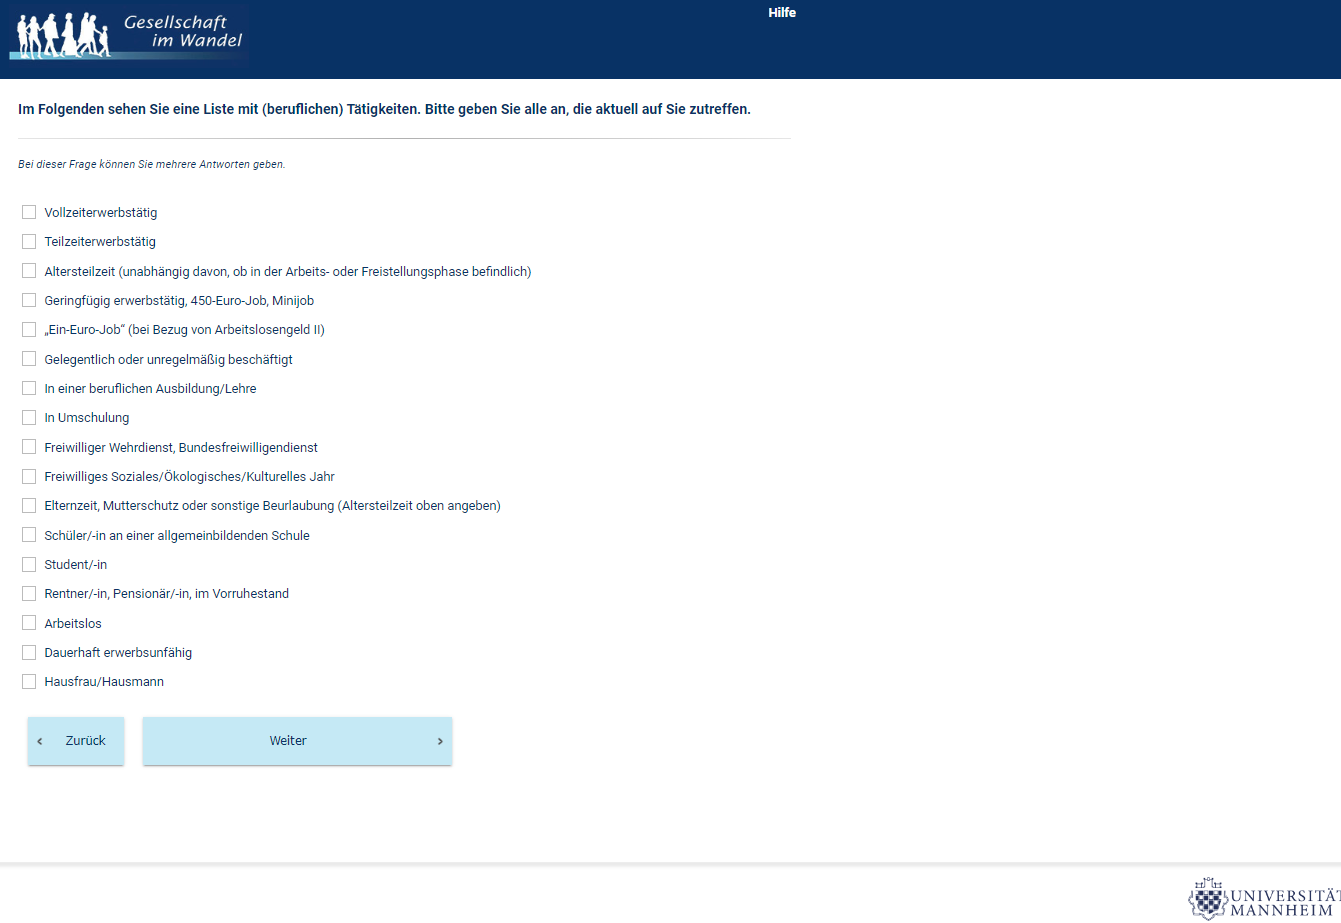 Gesellschaft
im Wandel
Hilfe
Im Folgenden sehen Sie eine Liste mit (beruflichen) Tätigkeiten. Bitte geben Sie alle an, die aktuell auf Sie zutreffen.
Bei dieser Frage können Sie mehrere Antworten geben.
Vollzeiterwerbstätig
Teilzeiterwerbstätig
Altersteilzeit (unabhängig davon, ob in der Arbeits- oder Freistellungsphase befindlich)
Geringfügig erwerbstätig, 450-Euro-Job, Minijob
„Ein-Euro-Job“ (bei Bezug von Arbeitslosengeld II)
Gelegentlich oder unregelmäßig beschäftigt
In einer beruflichen Ausbildung/Lehre
In Umschulung
Freiwilliger Wehrdienst, Bundesfreiwilligendienst
Freiwilliges Soziales/Ökologisches/Kulturelles Jahr
Elternzeit, Mutterschutz oder sonstige Beurlaubung (Altersteilzeit oben angeben)
Schüler/-in an einer allgemeinbildenden Schule
Student/-in
Rentner/-in, Pensionär/-in, im Vorruhestand
Arbeitslos
Dauerhaft erwerbsunfähig
Hausfrau/Hausmann
‹ Zurück
Weiter ›
UNIVERSITÄT
MANNHEIM